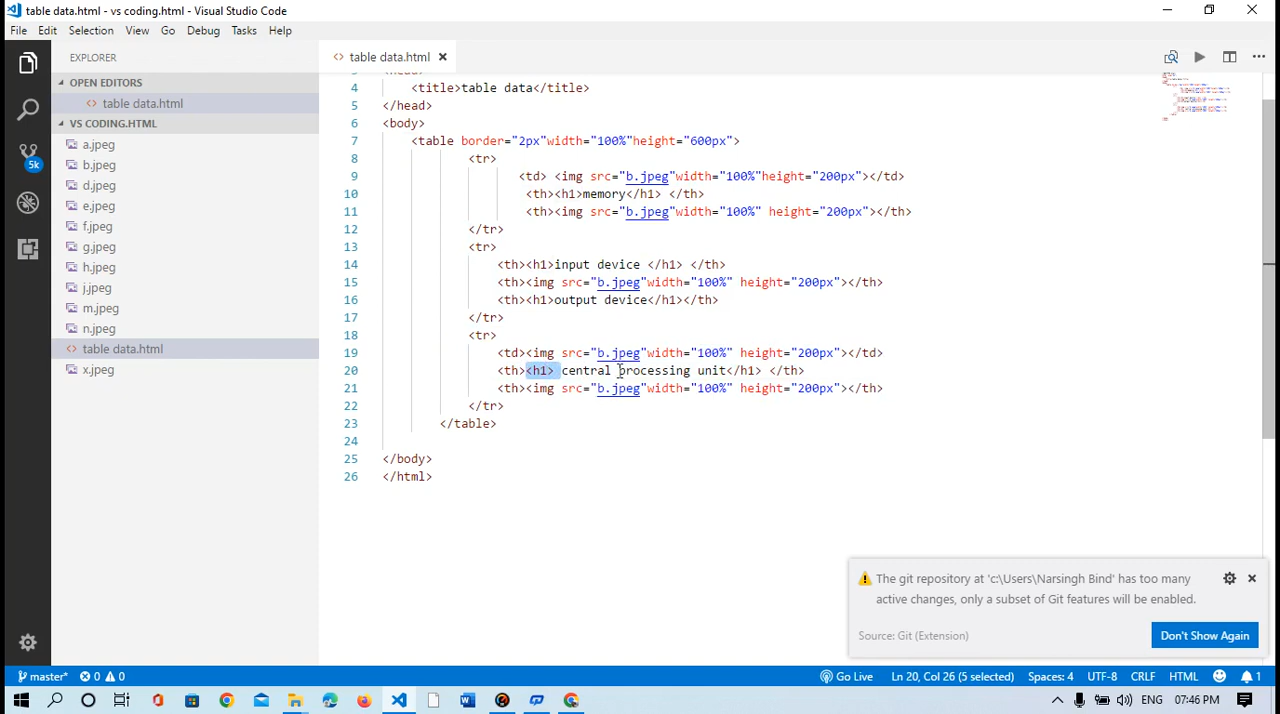 table data.html - vs coding.html - Visual Studio Code
File Edit Selection View Go Debug Tasks Help
EXPLORER
OPEN EDITORS
table data.html
VS CODING.HTML
a.jpeg
b.jpeg
d.jpeg
e.jpeg
f.jpeg
g.jpeg
h.jpeg
j.jpeg
m.jpeg
n.jpeg
table data.html
x.jpeg
5k
table data.html
4 <title>table data</title>
5 </head>
6 <body>
7 <table border="2px"width="100%"height="600px">
8 <tr>
9 <td> <img src="b.jpeg"width="100%"height="200px"></td>
10 <th><h1>memory</h1> </th>
11 <th><img src="b.jpeg"width="100%" height="200px"></th>
12 </tr>
13 <tr>
14 <th><h1>input device </h1> </th>
15 <th><img src="b.jpeg"width="100%" height="200px"></th>
16 <th><h1>output device</h1></th>
17 </tr>
18 <tr>
19 <td><img src="b.jpeg"width="100%" height="200px"></td>
20 <th><h1> central processing unit</h1> </th>
21 <th><img src="b.jpeg"width="100%" height="200px"></th>
22 </tr>
23 </table>
24
25 </body>
26 </html>
The git repository at 'c:\Users\Narsingh Bind' has too many
active changes, only a subset of Git features will be enabled.
Source: Git (Extension) Don't Show Again
master* 0 0 Go Live Ln 20, Col 26 (5 selected) Spaces: 4 UTF-8 CRLF HTML 1
ENG 07:46 PM